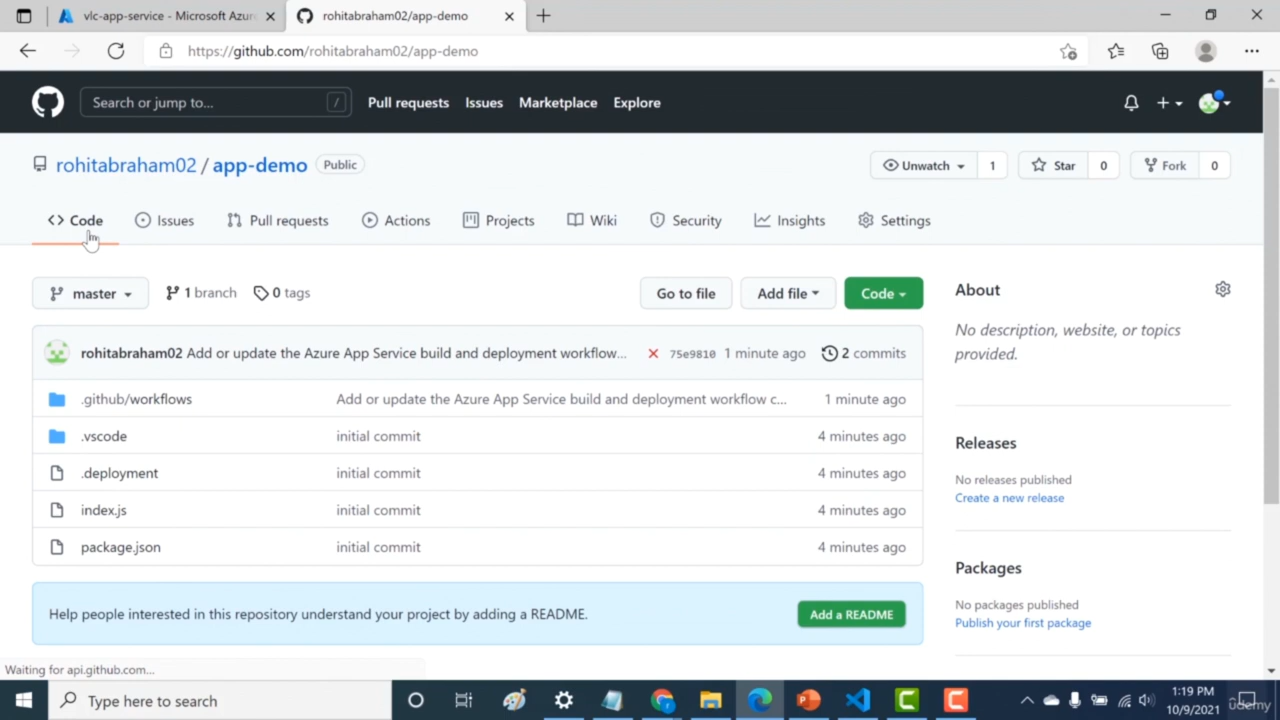 vlc-app-service - Microsoft Azure
rohitabraham02/app-demo
https://github.com/rohitabraham02/app-demo
Search or jump to... /
Pull requests Issues Marketplace Explore
rohitabraham02 / app-demo Public
Unwatch 1 Star 0 Fork 0
Code Issues Pull requests Actions Projects Wiki Security Insights Settings
master 1 branch 0 tags Go to file Add file Code
About
No description, website, or topics
provided.
rohitabraham02 Add or update the Azure App Service build and deployment workflow... 75e9810 1 minute ago 2 commits
.github/workflows Add or update the Azure App Service build and deployment workflow c... 1 minute ago
.vscode initial commit 4 minutes ago
.deployment initial commit 4 minutes ago
index.js initial commit 4 minutes ago
package.json initial commit 4 minutes ago
Releases
No releases published
Create a new release
Packages
No packages published
Publish your first package
Help people interested in this repository understand your project by adding a README. Add a README
Waiting for api.github.com...
Type here to search
1:19 PM
10/9/2021
udemy